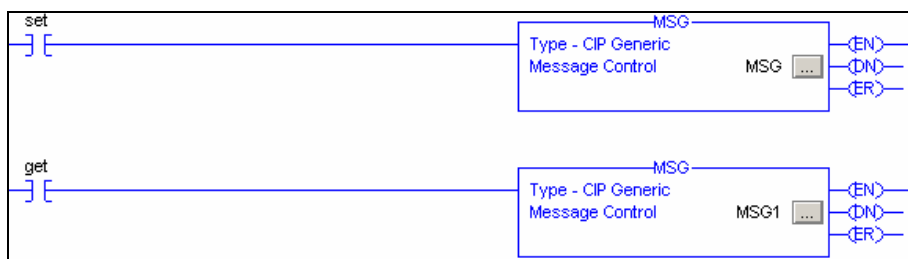 set
MSG
Type - CIP Generic
Message Control MSG ...
EN
DN
ER
get
MSG
Type - CIP Generic
Message Control MSG1 ...
EN
DN
ER